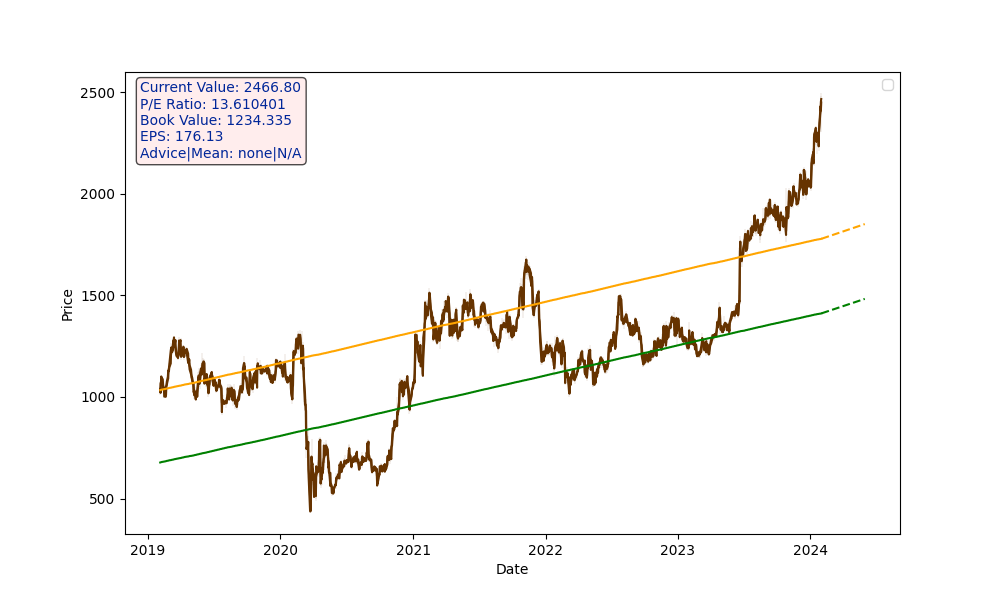 Current Value: 2466.80
P/E Ratio: 13.610401
Book Value: 1234.335
EPS: 176.13
Advice|Mean: none|N/A
2500
2000
1500
1000
500
Price
2019
2020
2021
2022
2023
2024
Date